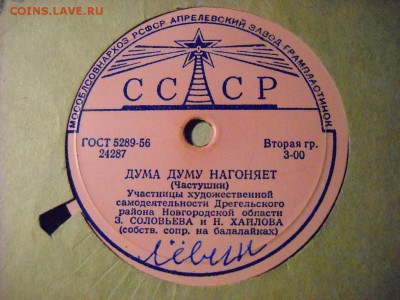 COINS.LAVE.RU
МОСОБЛСОВНАРХОЗ РСФСР АПРЕЛЕВСКИЙ ЗАВОД ГРАМПЛАСТИНОК
СССР
ГОСТ 5289-56
24287
Вторая гр.
3-00
ДУМА ДУМУ НАГОНЯЕТ
(Частушки)
Участницы художественной
самодеятельности Дрегельского
района Новгородской области
З. СОЛОВЬЕВА и Н. ХАЙЛОВА
(собств. сопр. на балалайках)
Лёвин